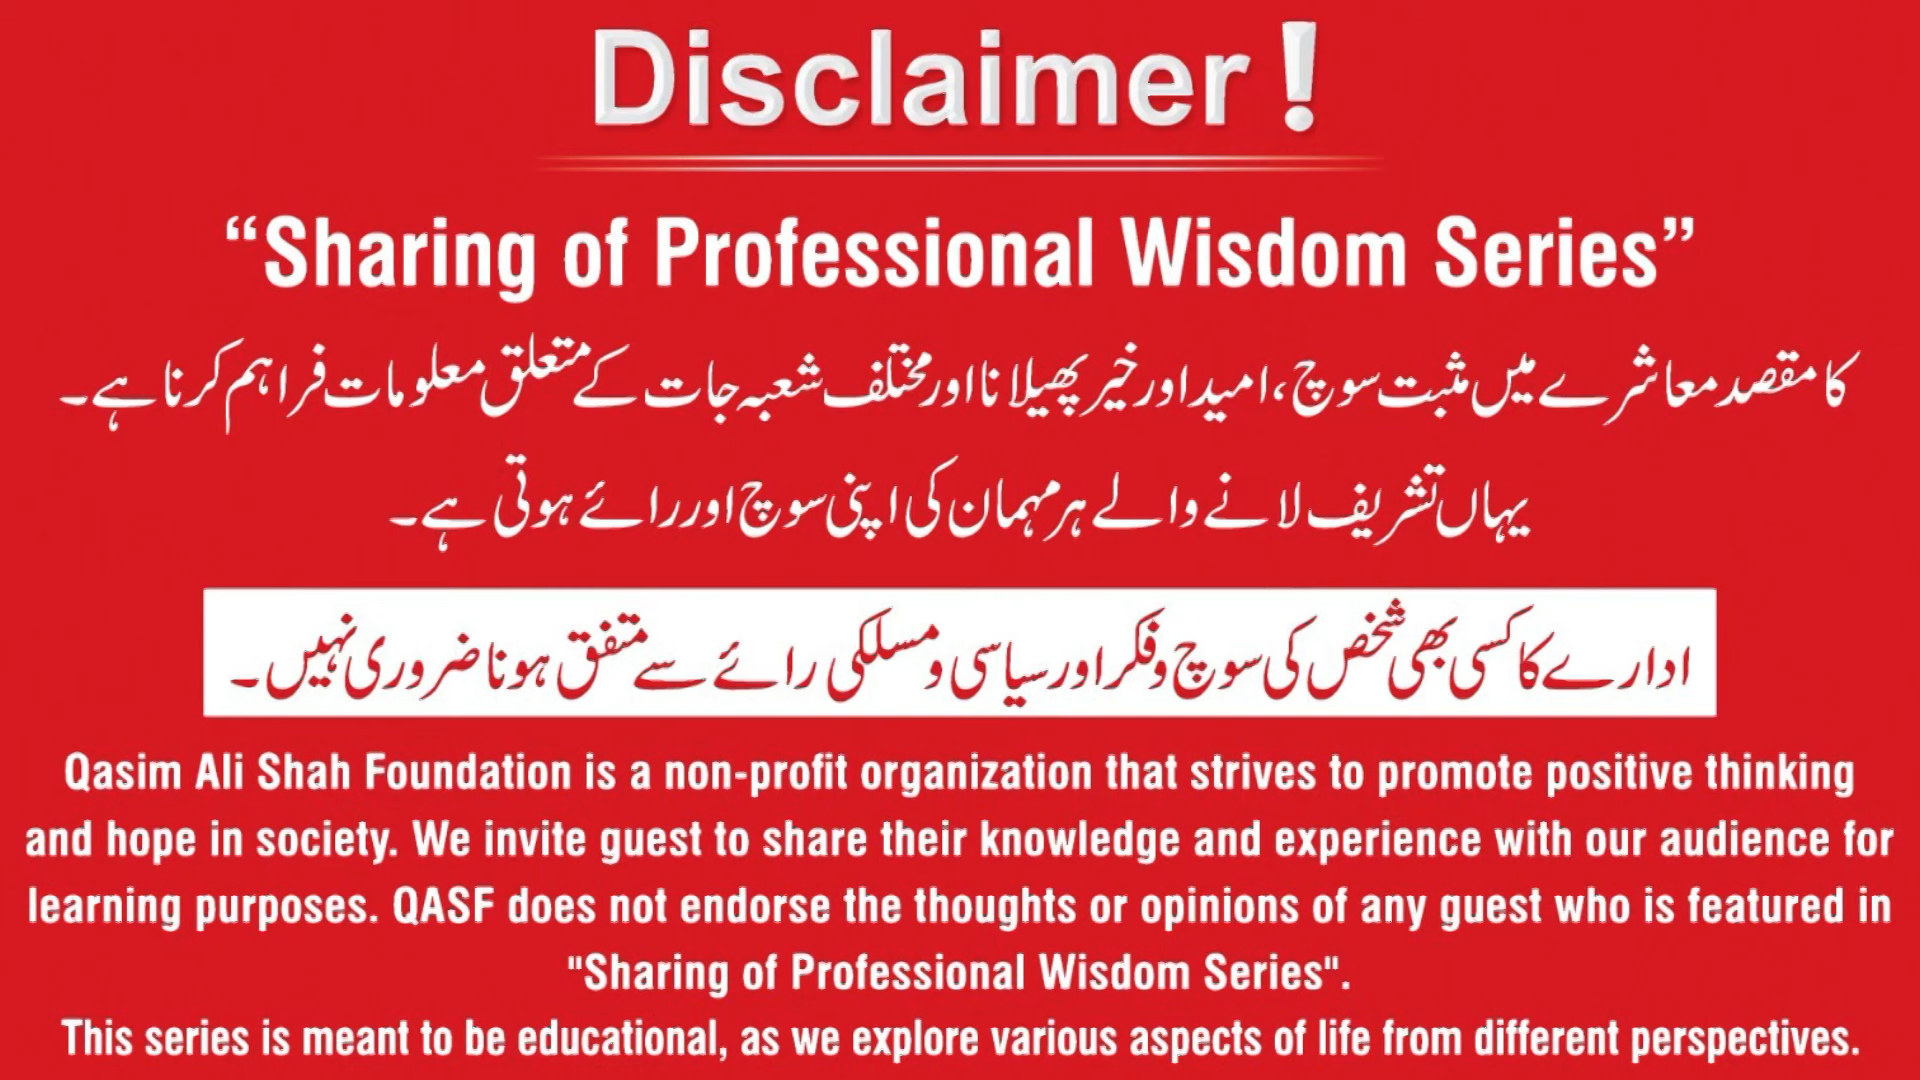 Disclaimer!
“Sharing of Professional Wisdom Series”
کا مقصد معاشرے میں مثبت سوچ، امید اور خیر پھیلانا اور مختلف شعبہ جات کے متعلق معلومات فراہم کرنا ہے۔
یہاں تشریف لانے والے ہر مہمان کی اپنی سوچ اور رائے ہوتی ہے۔
ادارے کا کسی بھی شخص کی سوچ و فکر اور سیاسی و مسلکی رائے سے متفق ہونا ضروری نہیں۔
Qasim Ali Shah Foundation is a non-profit organization that strives to promote positive thinking
and hope in society. We invite guest to share their knowledge and experience with our audience for
learning purposes. QASF does not endorse the thoughts or opinions of any guest who is featured in
"Sharing of Professional Wisdom Series".
This series is meant to be educational, as we explore various aspects of life from different perspectives.